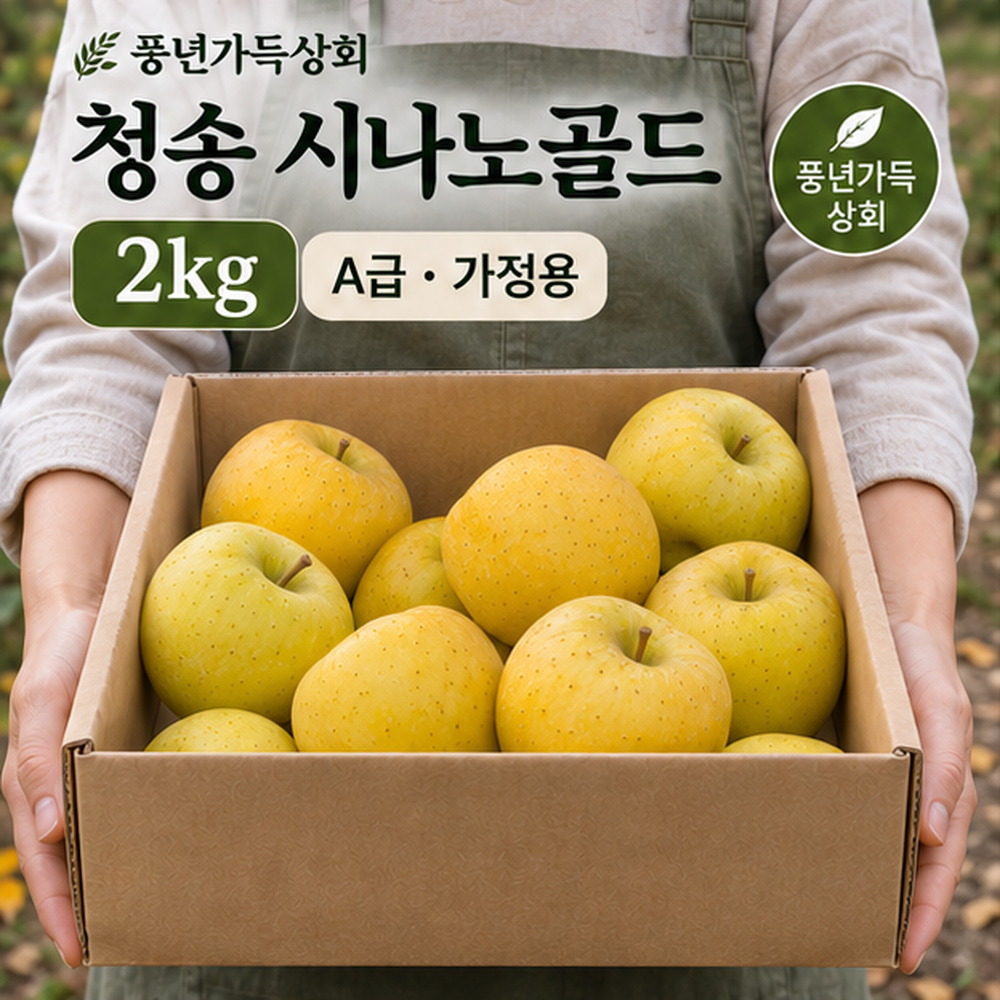 풍년가득상회
청송 시나노골드
2kg
A급 · 가정용
풍년가득
상회